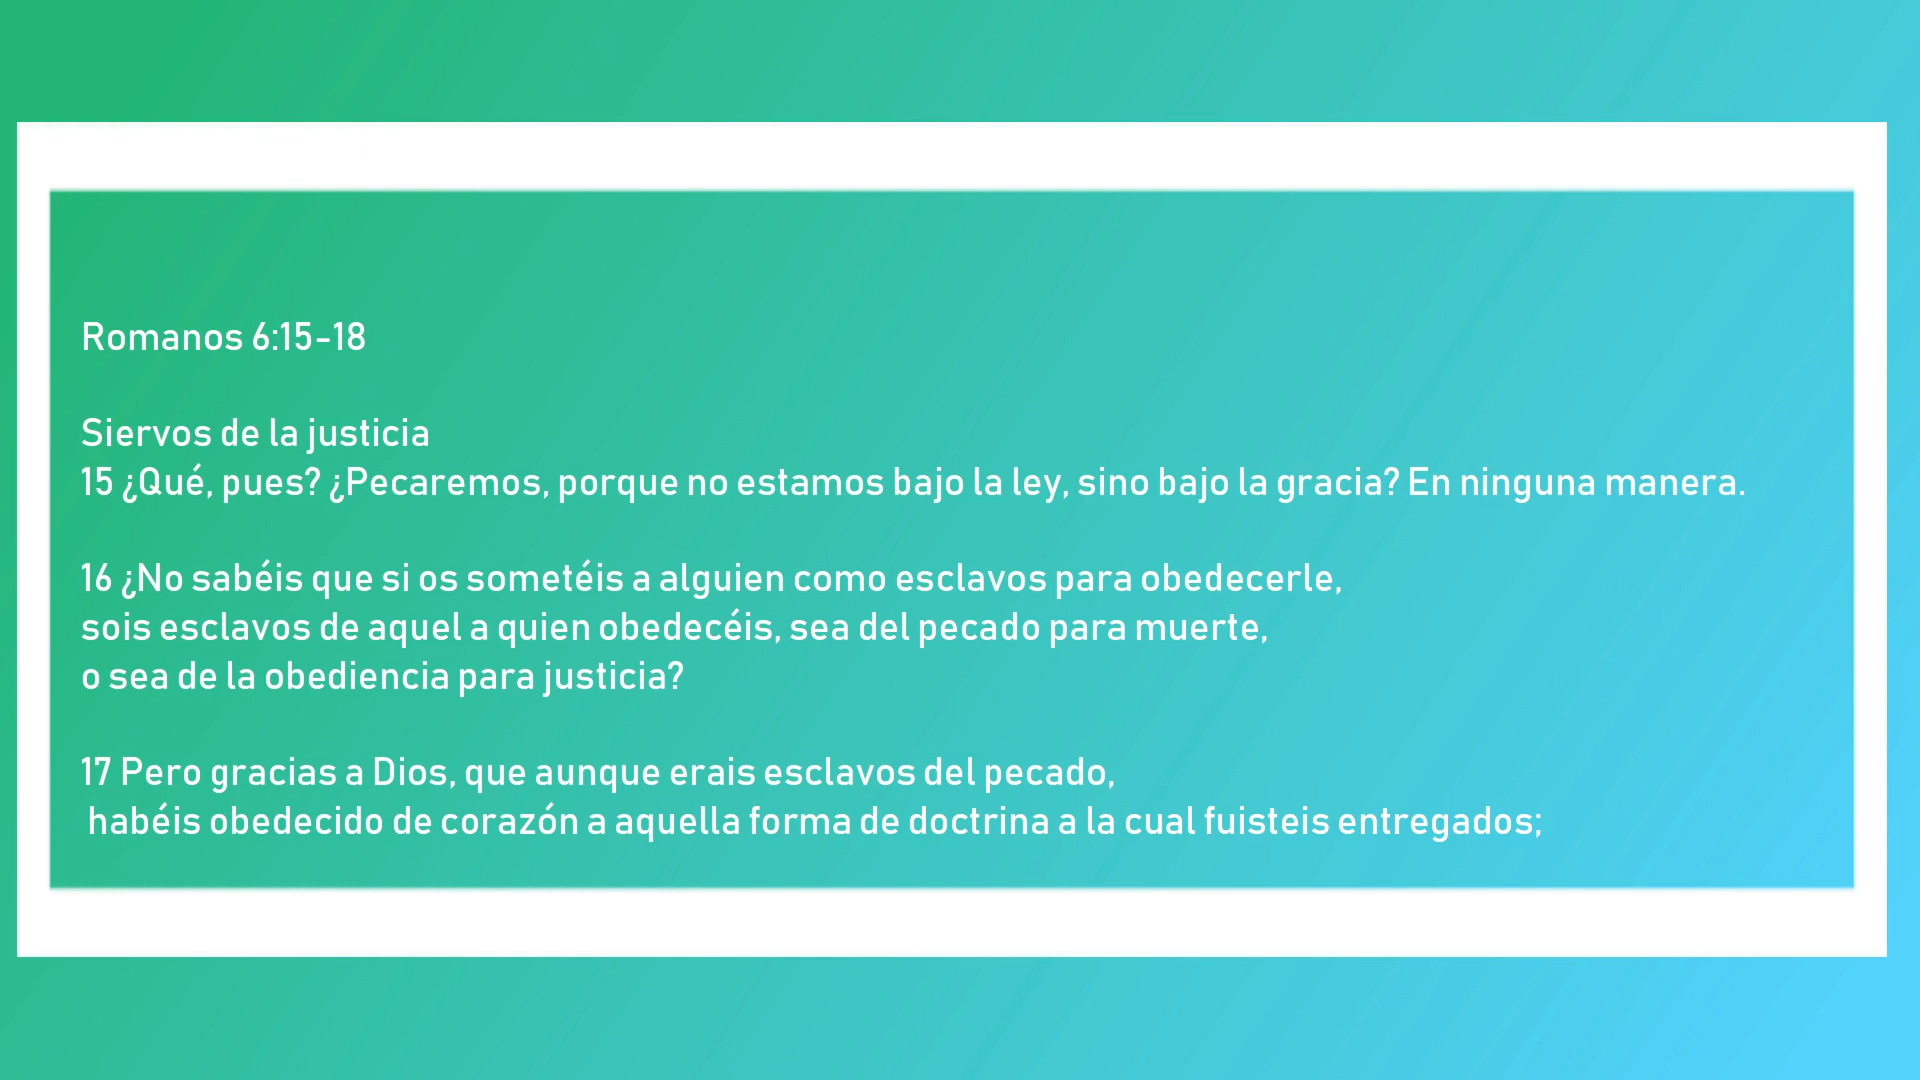 Romanos 6:15-18
Siervos de la justicia
15 ¿Qué, pues? ¿Pecaremos, porque no estamos bajo la ley, sino bajo la gracia? En ninguna manera.
16 ¿No sabéis que si os sometéis a alguien como esclavos para obedecerle,
sois esclavos de aquel a quien obedecéis, sea del pecado para muerte,
o sea de la obediencia para justicia?
17 Pero gracias a Dios, que aunque erais esclavos del pecado,
habéis obedecido de corazón a aquella forma de doctrina a la cual fuisteis entregados;